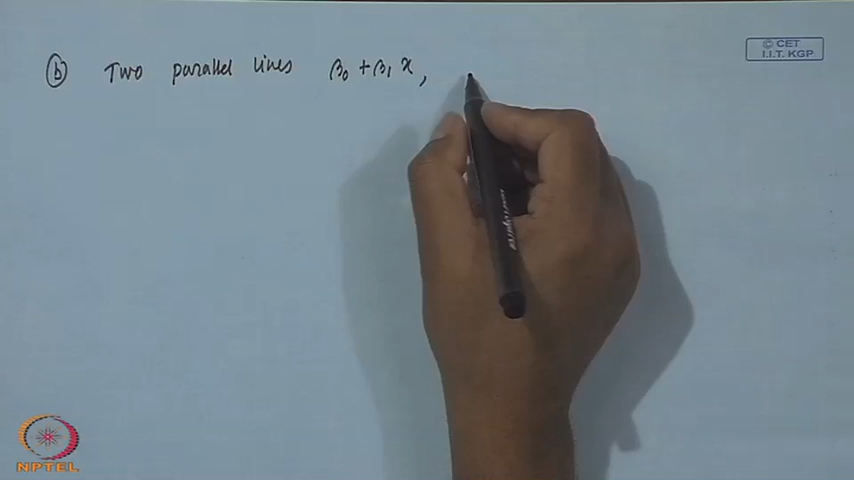 ⓑ Two parallel lines β₀ + β₁ x,
© CET
I.I.T. KGP
NPTEL